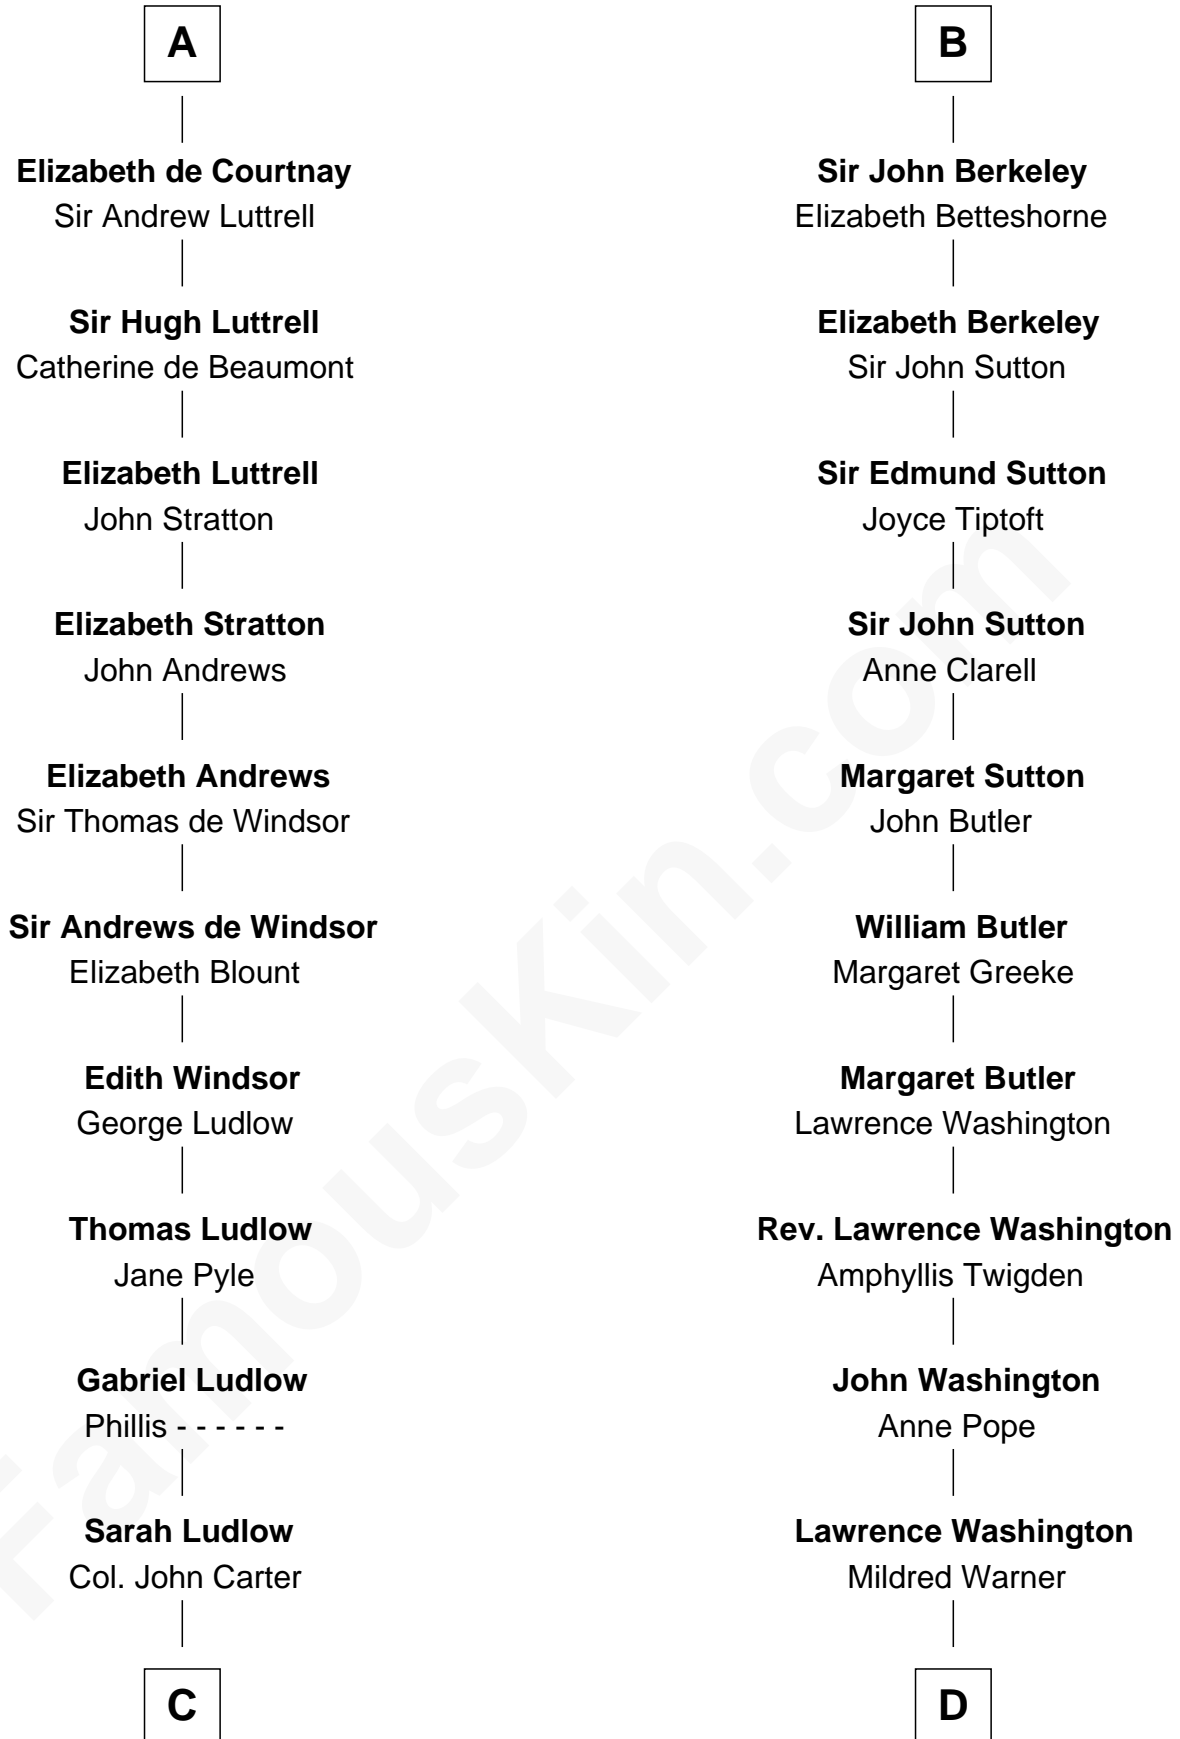 A
Elizabeth de Courtnay
Sir Andrew Luttrell
Sir Hugh Luttrell
Catherine de Beaumont
Elizabeth Luttrell
John Stratton
Elizabeth Stratton
John Andrews
Elizabeth Andrews
Sir Thomas de Windsor
Sir Andrews de Windsor
Elizabeth Blount
Edith Windsor
George Ludlow
Thomas Ludlow
Jane Pyle
Gabriel Ludlow
Phillis - - - - - -
Sarah Ludlow
Col. John Carter
C
B
Sir John Berkeley
Elizabeth Betteshorne
Elizabeth Berkeley
Sir John Sutton
Sir Edmund Sutton
Joyce Tiptoft
Sir John Sutton
Anne Clarell
Margaret Sutton
John Butler
William Butler
Margaret Greeke
Margaret Butler
Lawrence Washington
Rev. Lawrence Washington
Amphyllis Twigden
John Washington
Anne Pope
Lawrence Washington
Mildred Warner
D
FamousKin.com